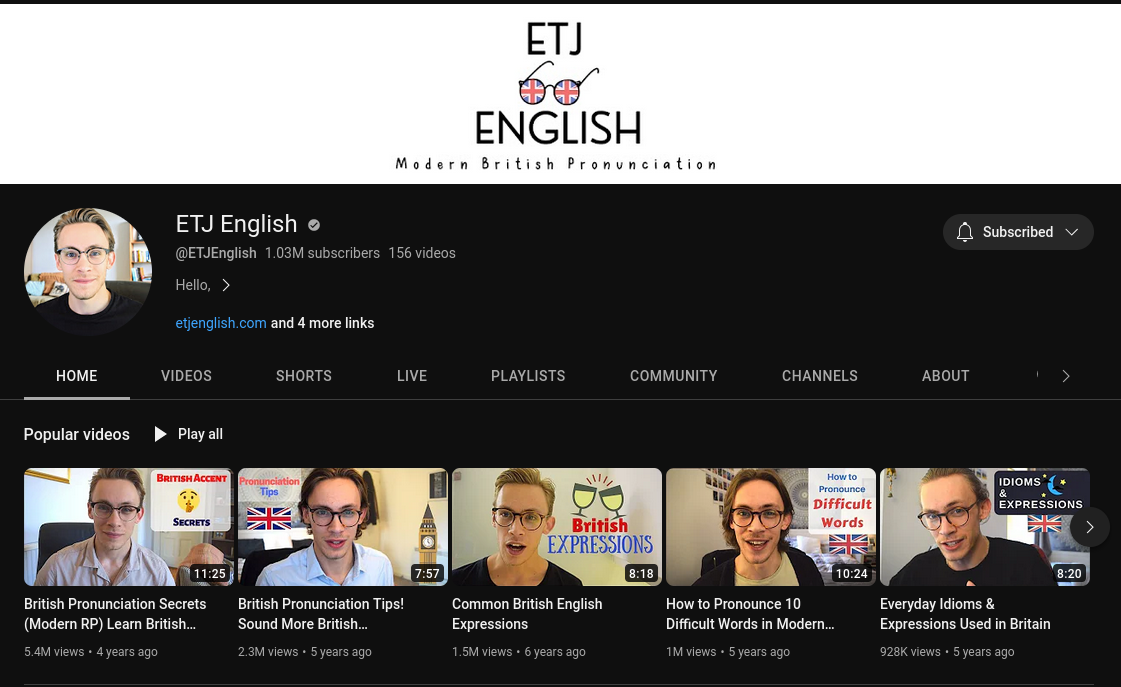 ETJ
ENGLISH
Modern British Pronunciation
ETJ English
@ETJEnglish 1.03M subscribers 156 videos
Hello,
etjenglish.com and 4 more links
Subscribed
HOME VIDEOS SHORTS LIVE PLAYLISTS COMMUNITY CHANNELS ABOUT
Popular videos Play all
BRITISH ACCENT
SECRETS
11:25
British Pronunciation Secrets
(Modern RP) Learn British…
5.4M views • 4 years ago
Pronunciation
Tips
7:57
British Pronunciation Tips!
Sound More British…
2.3M views • 5 years ago
British
EXPRESSIONS
8:18
Common British English
Expressions
1.5M views • 6 years ago
How to
Pronounce
Difficult
Words
10:24
How to Pronounce 10
Difficult Words in Modern…
1M views • 5 years ago
IDIOMS
&
EXPRESSIONS
8:20
Everyday Idioms &
Expressions Used in Britain
928K views • 5 years ago